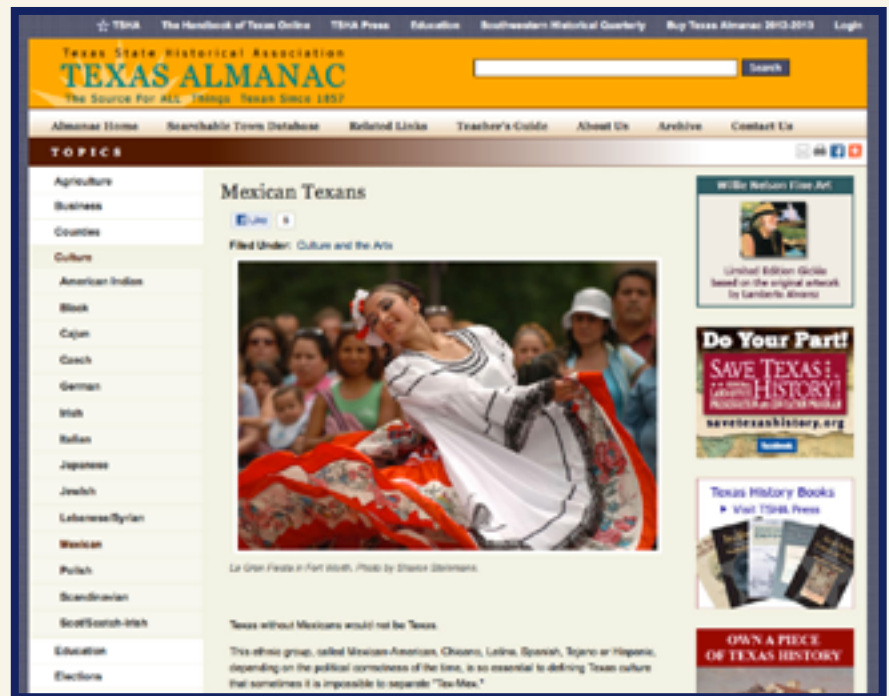 TSHA The Handbook of Texas Online TSHA Press Education Southwestern Historical Quarterly Buy Texas Almanac 2012-2013 Login
Texas State Historical Association
TEXAS ALMANAC
The Source For ALL Things Texan Since 1857
Search
Almanac Home Searchable Town Database Related Links Teacher's Guide About Us Archive Contact Us
TOPICS
Agriculture
Business
Counties
Culture
American Indian
Black
Cajun
Czech
German
Irish
Italian
Japanese
Jewish
Lebanese/Syrian
Mexican
Polish
Scandinavian
Scot/Scotch-Irish
Education
Elections
Mexican Texans
Like
Filed Under: Culture and the Arts
La Gran Fiesta in Fort Worth. Photo by
Texas without Mexicans would not be Texas.
This ethnic group, called Mexican-American, Chicano, Latino, Spanish, Tejano or Hispanic,
depending on the political correctness of the time, is so essential to defining Texas culture
that sometimes it is impossible to separate "Tex-Mex."
Willie Nelson Fine Art
Limited Edition Giclée
based on the original artwork
by Lamberto Alvarez
Do Your Part!
SAVE TEXAS
HISTORY
savetexashistory.org
facebook
Texas History Books
Visit TSHA Press
OWN A PIECE
OF TEXAS HISTORY